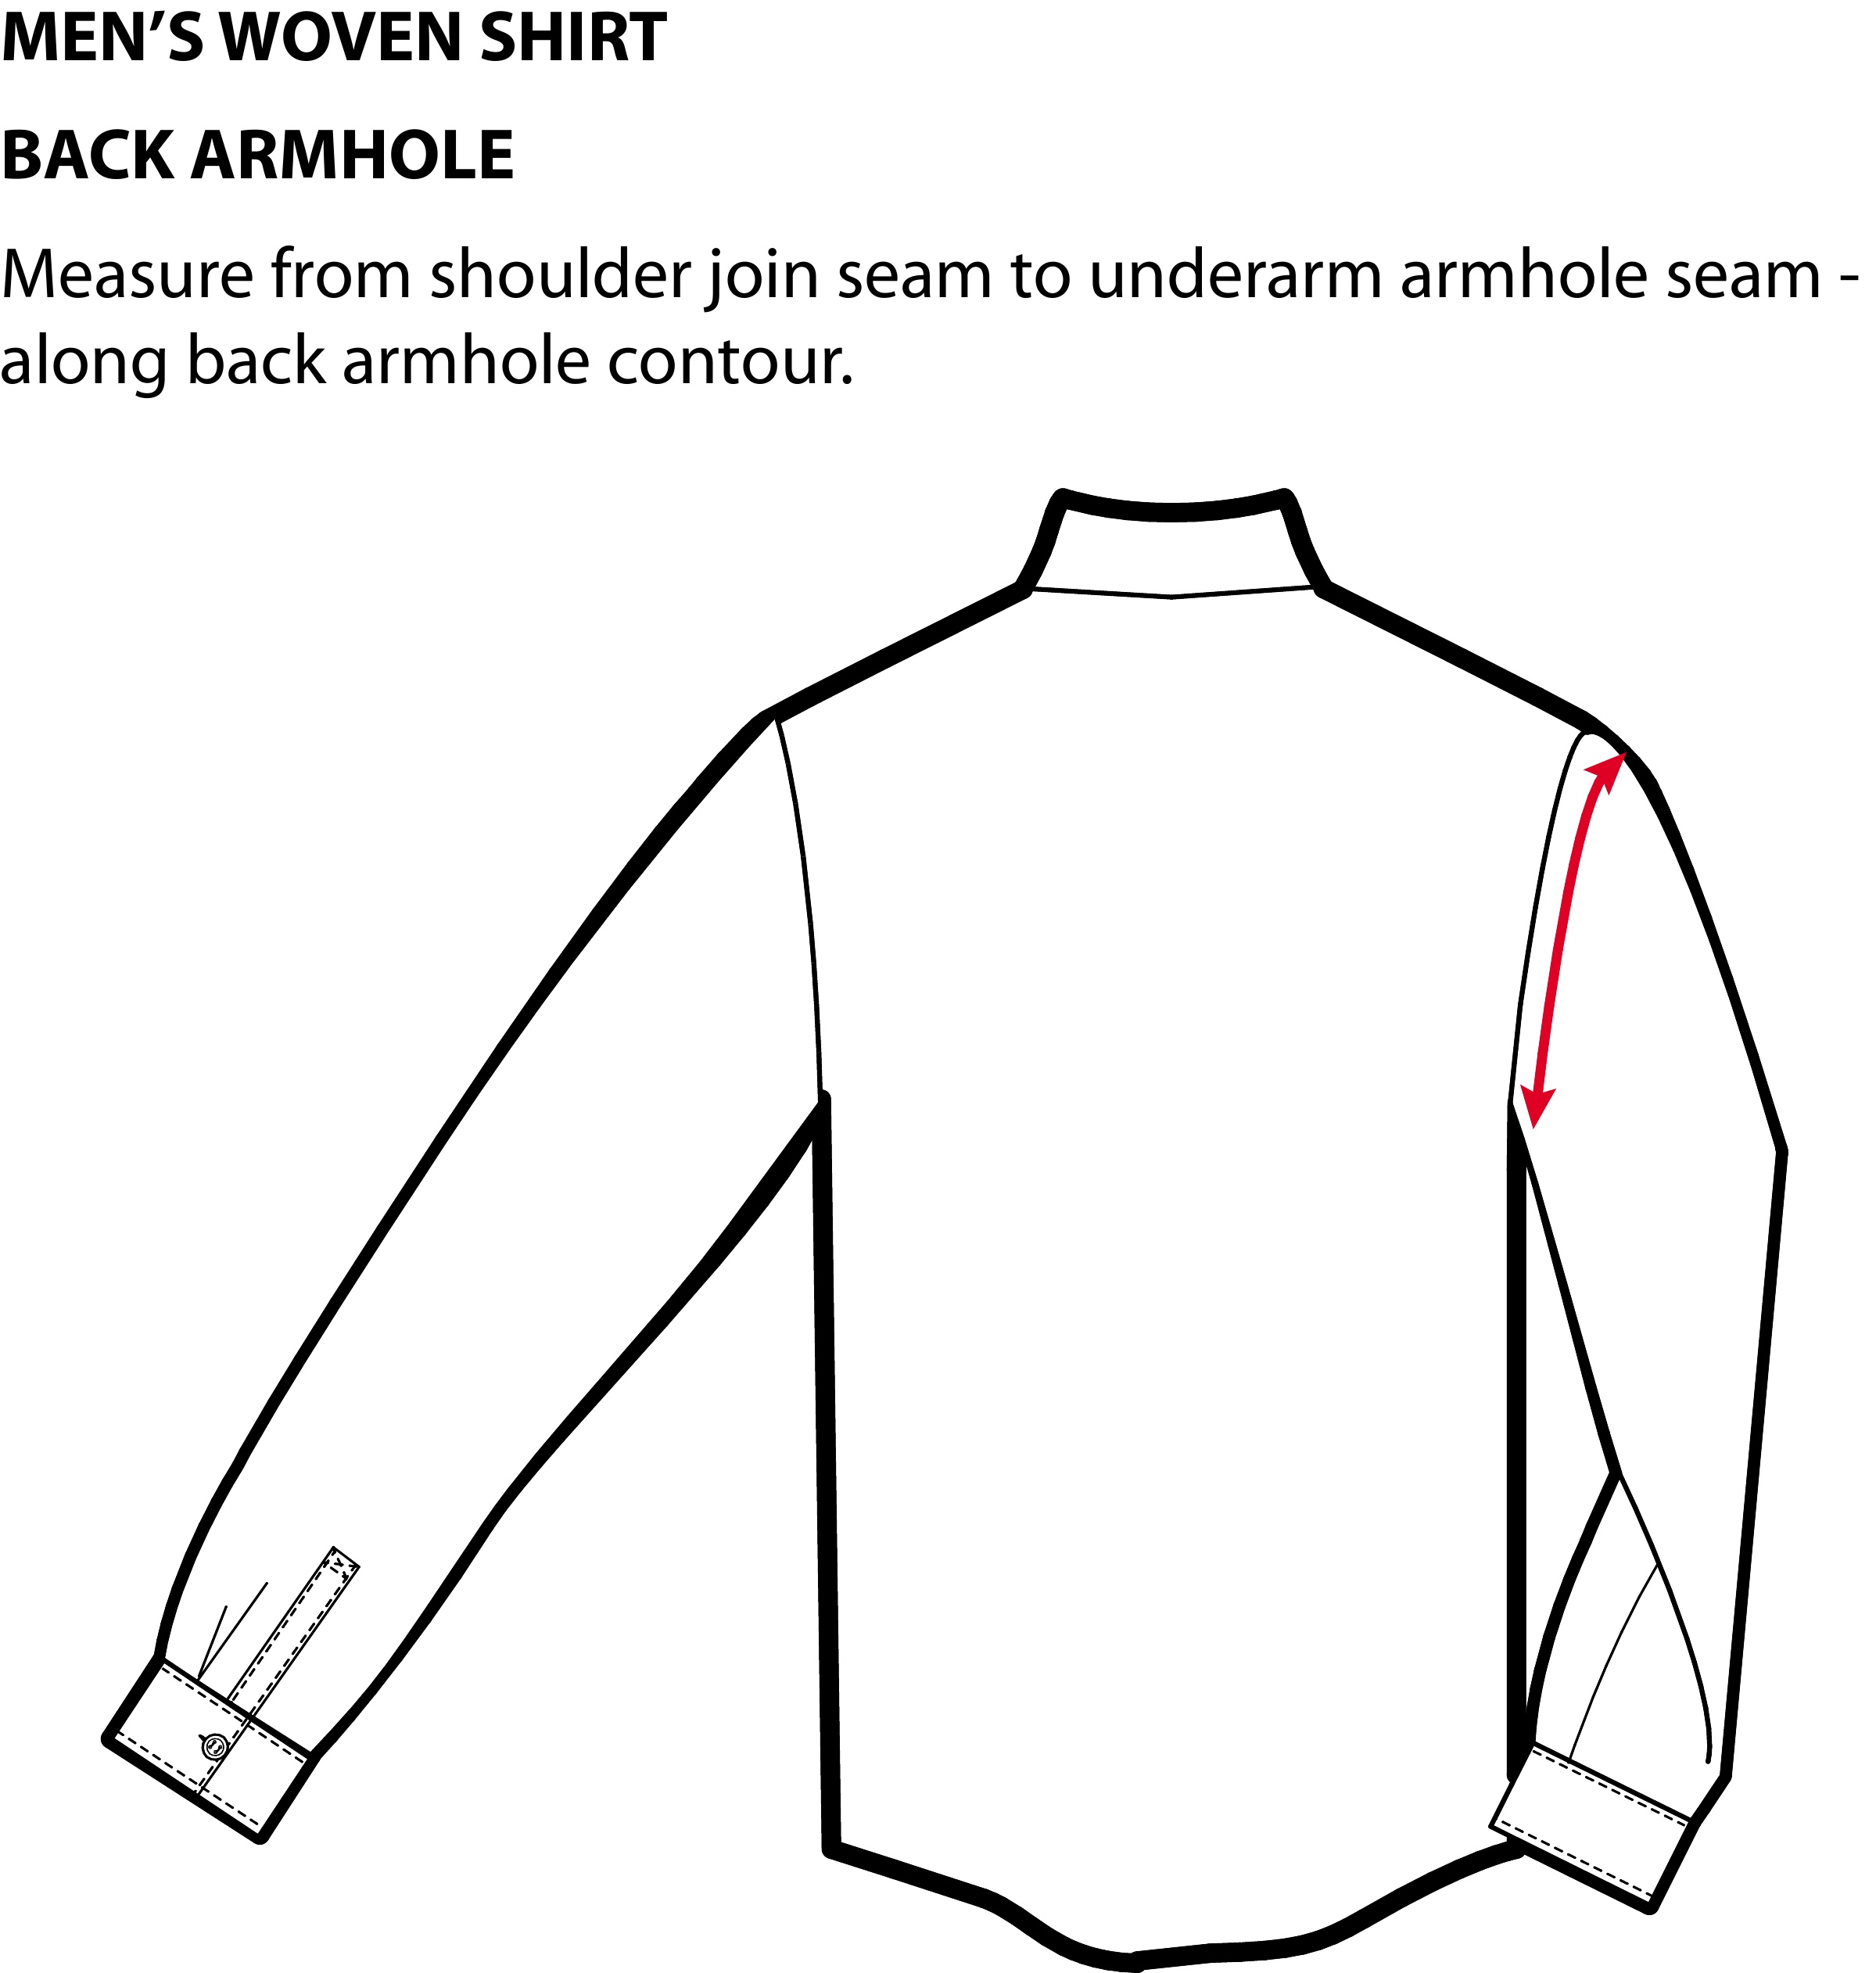 MEN’S WOVEN SHIRT
BACK ARMHOLE
Measure from shoulder join seam to underarm armhole seam -
along back armhole contour.